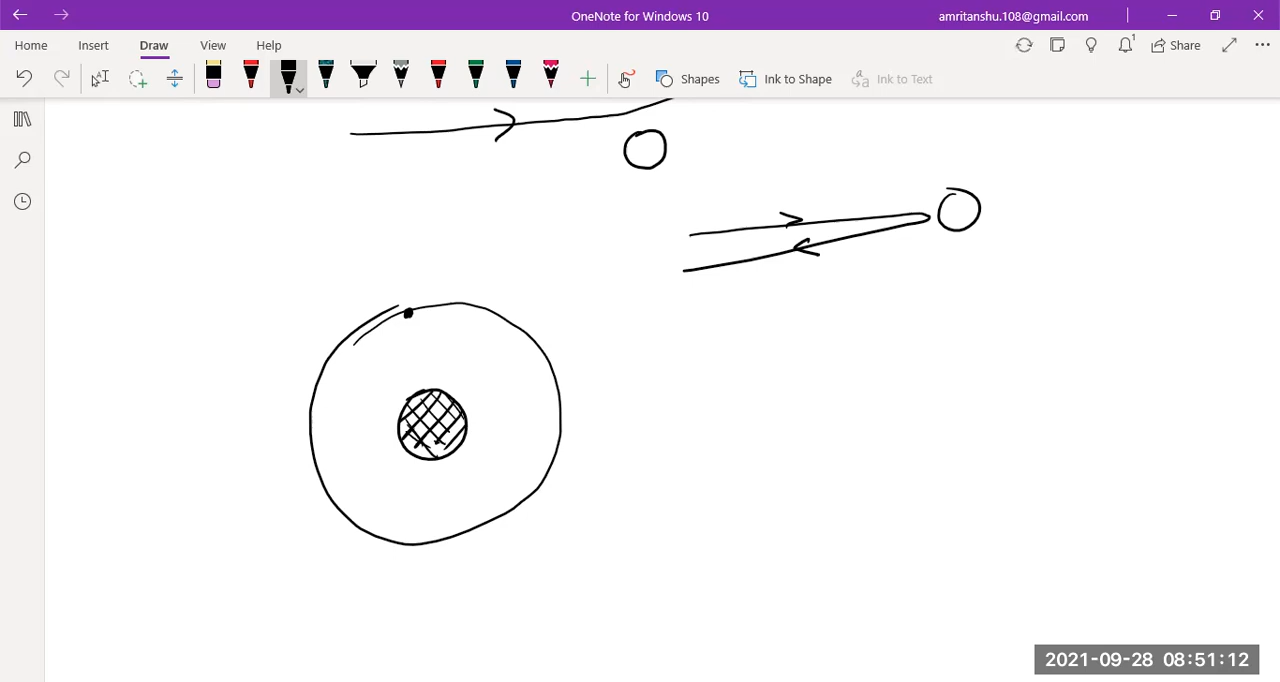 OneNote for Windows 10
amritanshu.108@gmail.com
Home Insert Draw View Help
Share
Shapes Ink to Shape Ink to Text
2021-09-28 08:51:12